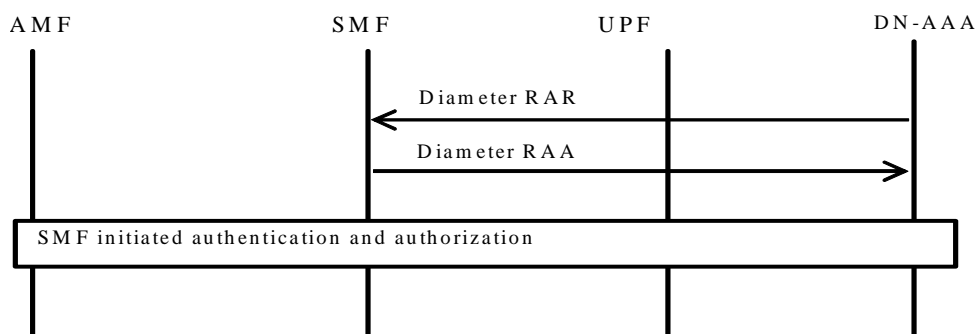 AMF SMF UPF DN-AAA
Diameter RAR
Diameter RAA
SMF initiated authentication and authorization